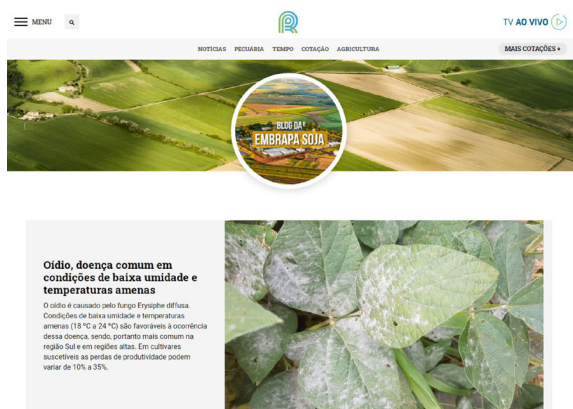 MENU
TV AO VIVO
NOTÍCIAS PECUÁRIA TEMPO COTAÇÃO AGRICULTURA
MAIS COTAÇÕES +
BLOG DA
EMBRAPA SOJA
Oídio, doença comum em
condições de baixa umidade e
temperaturas amenas
O oídio é causado pelo fungo Erysiphe diffusa.
Condições de baixa umidade e temperaturas
amenas (18 ºC a 24 ºC) são favoráveis à ocorrência
dessa doença, sendo, portanto mais comum na
região Sul e em regiões altas. Em cultivares
suscetíveis as perdas de produtividade podem
variar de 10% a 35%.